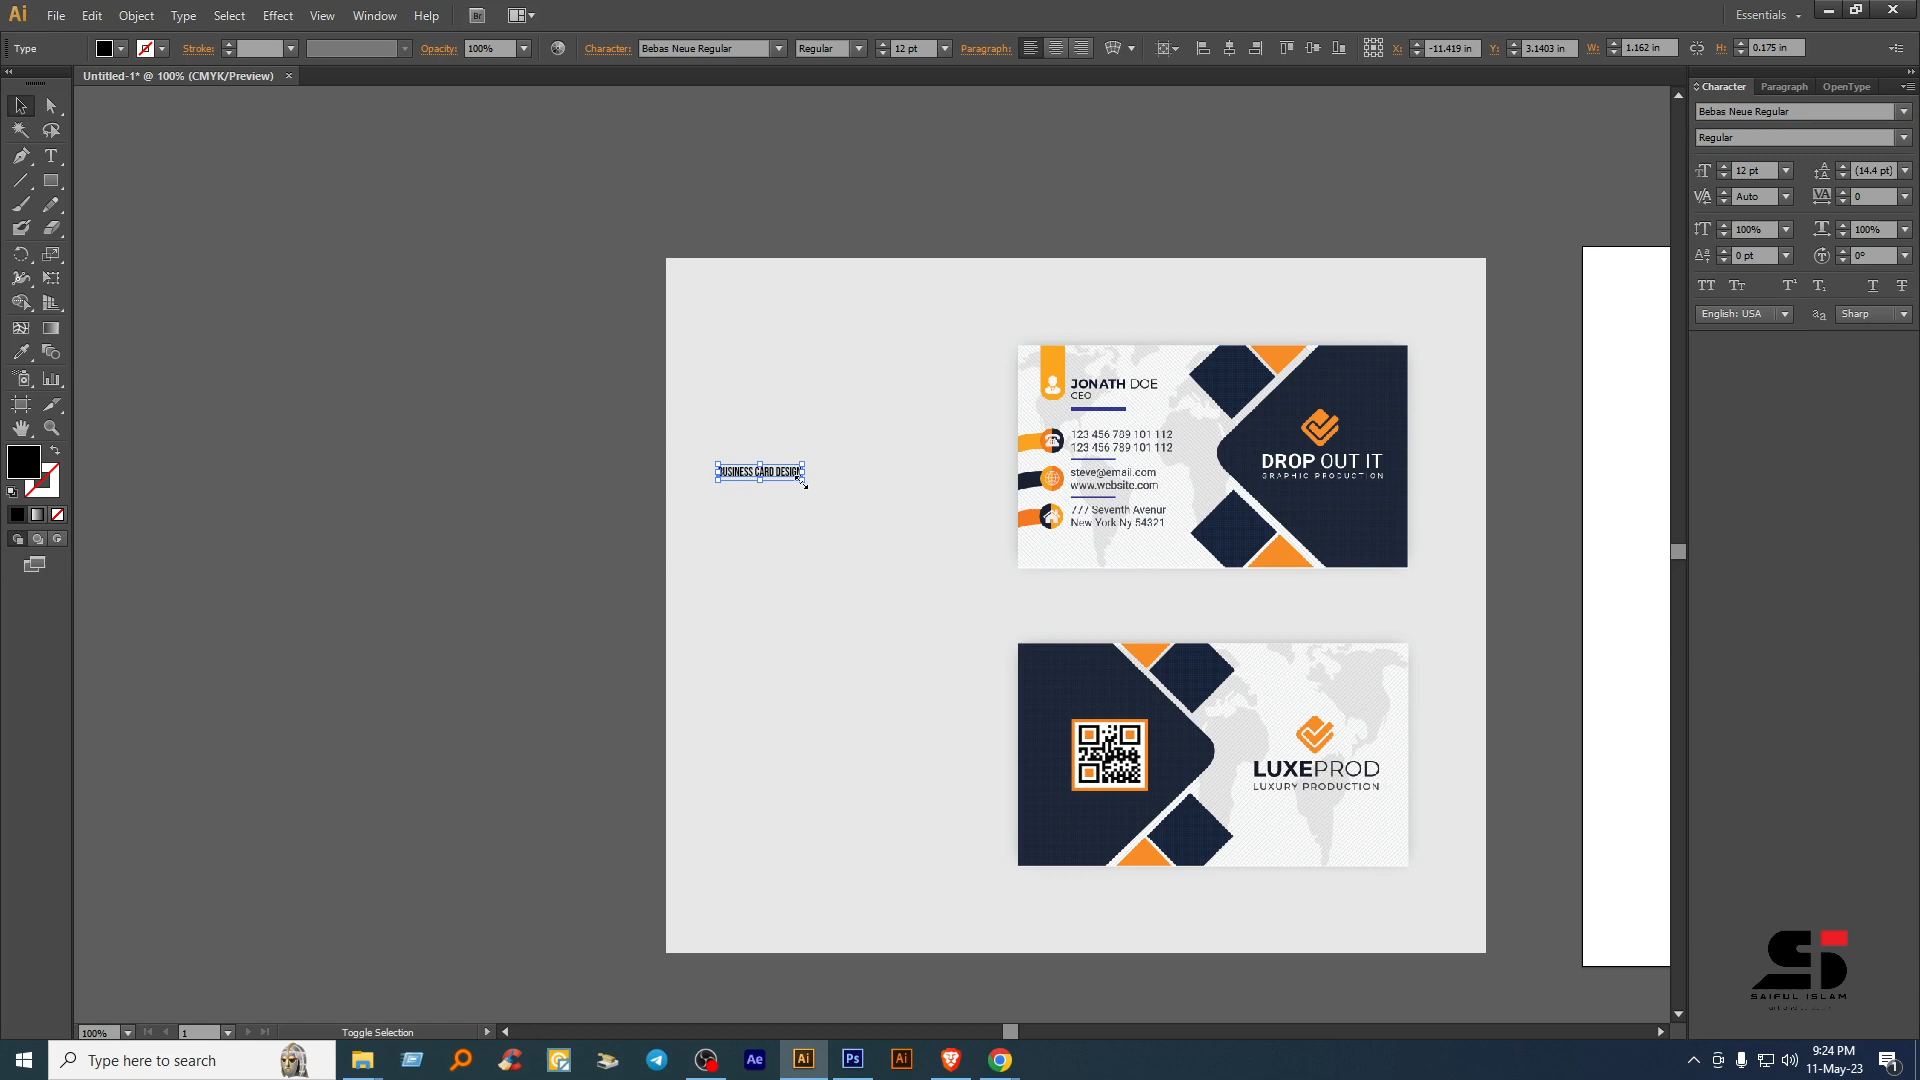 Ai File Edit Object Type Select Effect View Window Help Br Essentials
Type Stroke: Opacity: 100% Character: Bebas Neue Regular Regular 12 pt Paragraph: X: -11.419 in Y: 3.1403 in W: 1.162 in H: 0.175 in
Untitled-1* @ 100% (CMYK/Preview)
Character Paragraph OpenType
Bebas Neue Regular
Regular
12 pt (14.4 pt)
Auto 0
100% 100%
0 pt 0°
English: USA Sharp
BUSINESS CARD DESIGN
JONATH DOE
CEO
123 456 789 101 112
123 456 789 101 112
steve@email.com
www.website.com
777 Seventh Avenur
New York Ny 54321
DROP OUT IT
GRAPHIC PRODUCTION
LUXEPROD
LUXURY PRODUCTION
SAIFUL ISLAM
100% 1 Toggle Selection
Type here to search
Ae Ai Ps Ai
9:24 PM
11-May-23
1